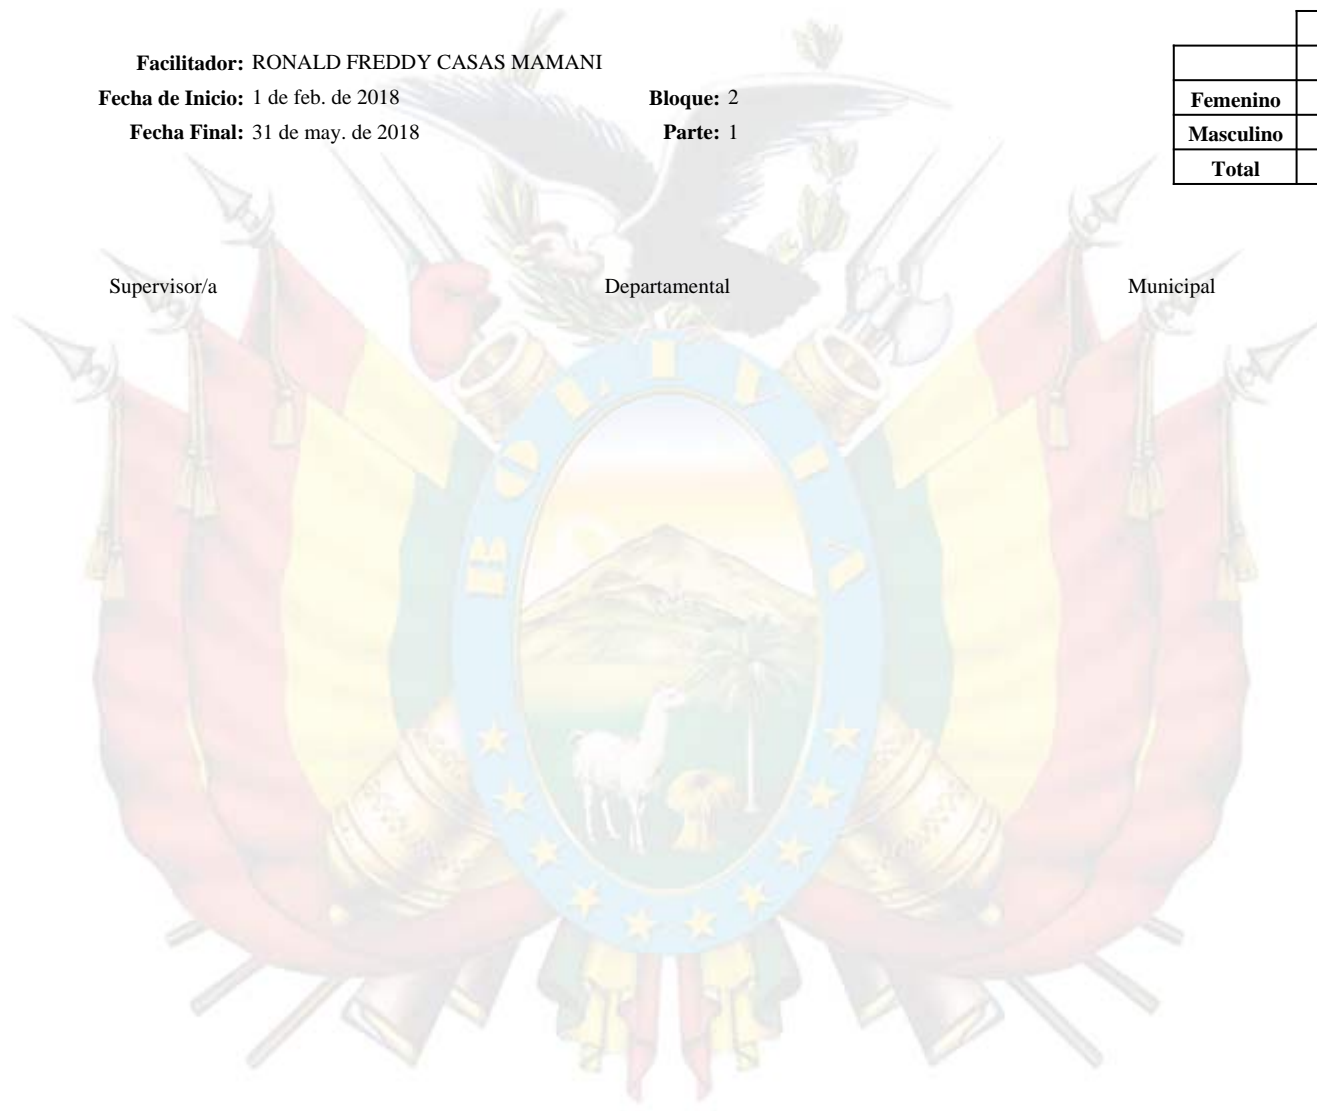 Facilitador: RONALD FREDDY CASAS MAMANI
Fecha de Inicio: 1 de feb. de 2018 Bloque: 2
Fecha Final: 31 de may. de 2018 Parte: 1
Femenino
Masculino
Total
Supervisor/a Departamental Municipal
BOLIVIA